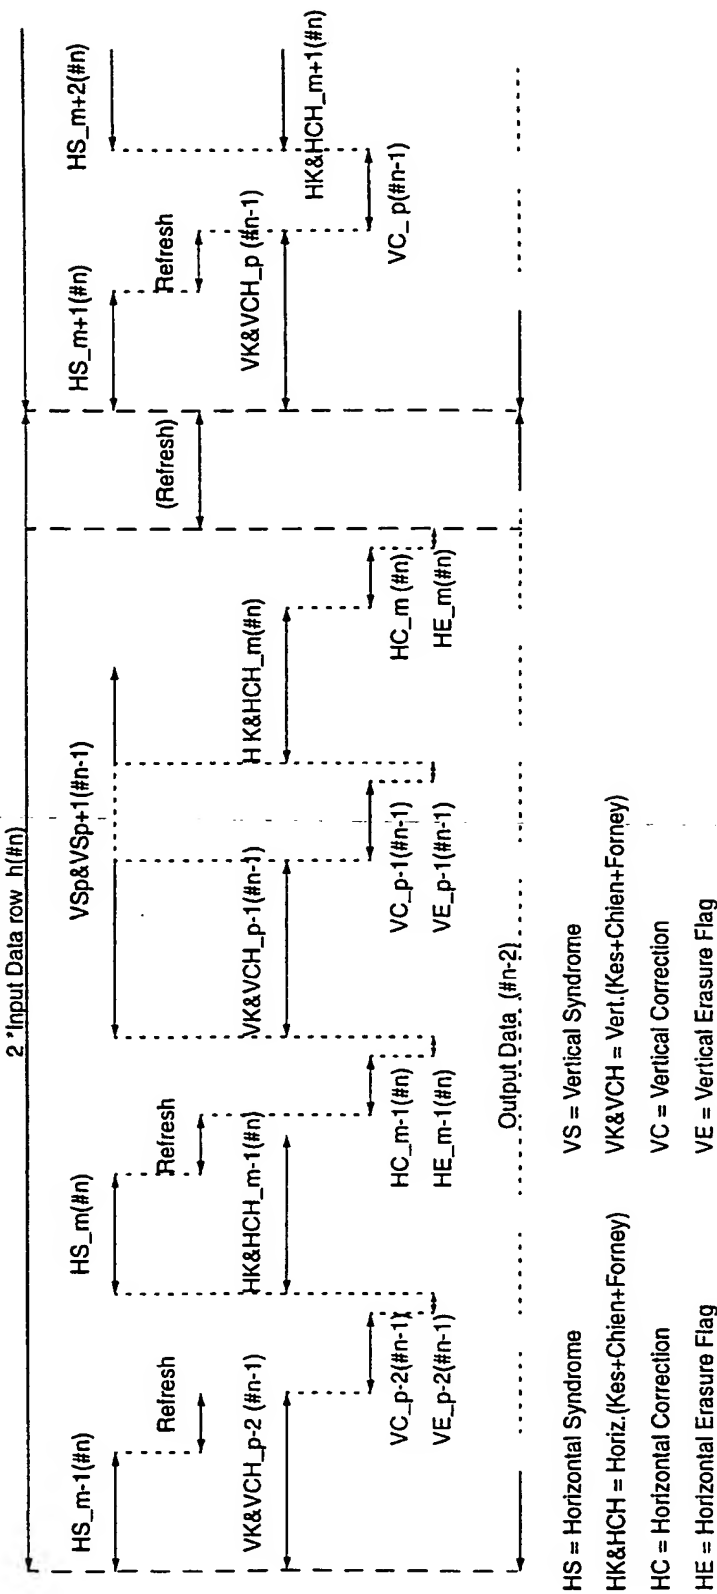 2 *Input Data row h(#n)
HS_m-1(#n)
HS_m(#n)
VSp&VSp+1(#n-1)
HS_m+1(#n)
HS_m+2(#n)
Refresh
Refresh
(Refresh)
Refresh
VK&VCH_p-2 (#n-1)
HK&HCH_m-1(#n)
VK&VCH_p-1(#n-1)
H K&HCH_m(#n)
VK&VCH_p (#n-1)
HK&HCH_m+1(#n)
VC_p-2(#n-1)
HC_m-1(#n)
VC_p-1(#n-1)
HC_m (#n)
VC_ p(#n-1)
VE_p-2(#n-1)
HE_m-1(#n)
VE_p-1(#n-1)
HE_m(#n)
Output Data (#n-2)
HS = Horizontal Syndrome
VS = Vertical Syndrome
HK&HCH = Horiz.(Kes+Chien+Forney)
VK&VCH = Vert.(Kes+Chien+Forney)
HC = Horizontal Correction
VC = Vertical Correction
HE = Horizontal Erasure Flag
VE = Vertical Erasure Flag